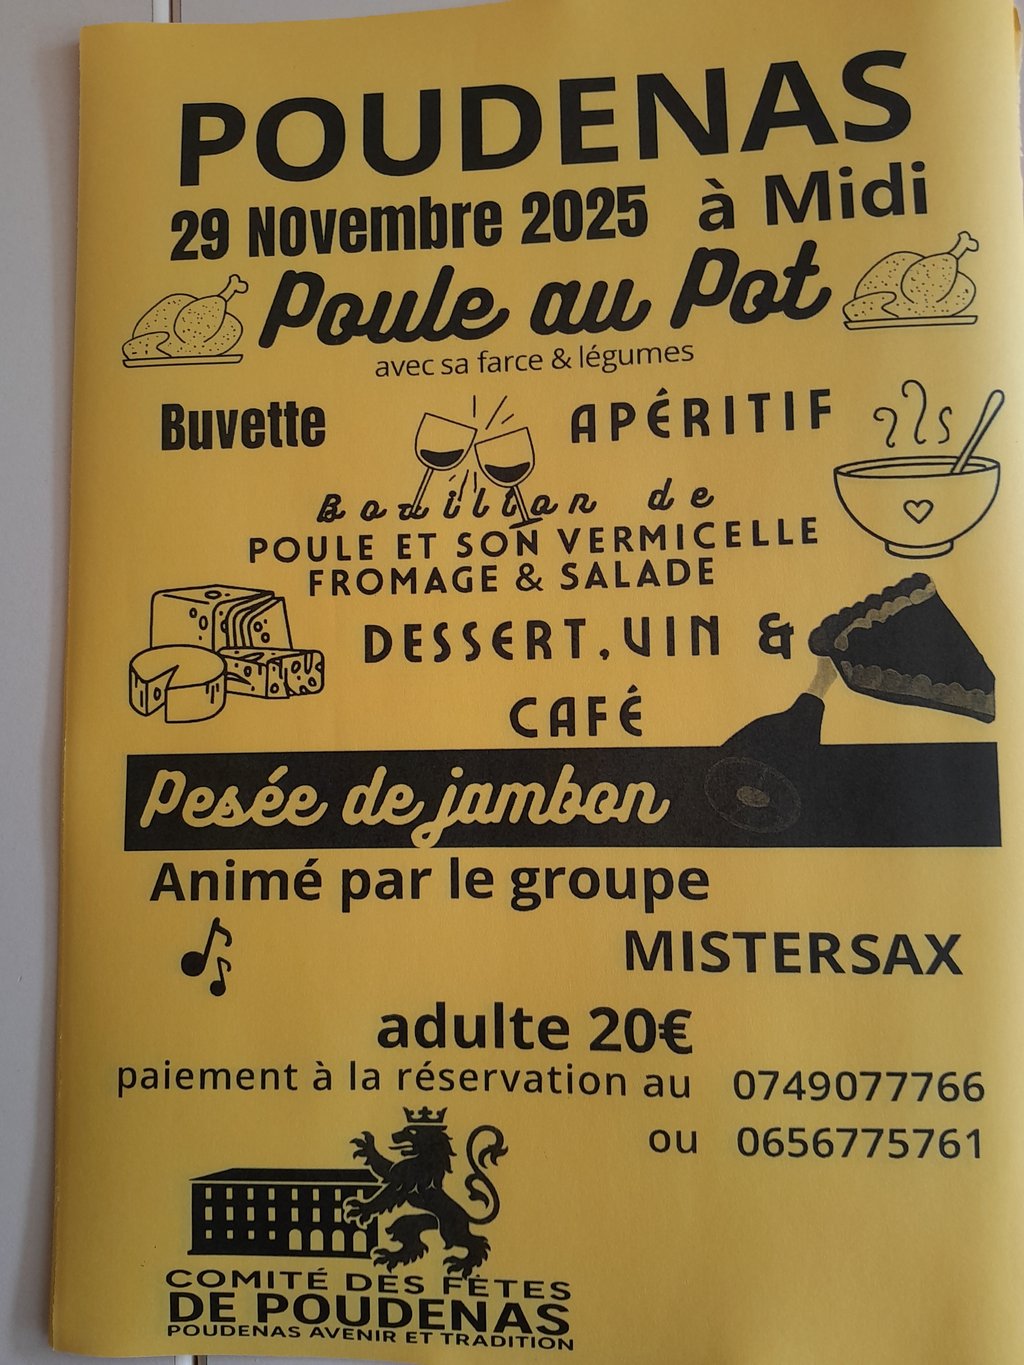 POUDENAS
29 Novembre 2025 à Midi
Poule au Pot
avec sa farce & légumes
Buvette APÉRITIF
Bouillon de
POULE ET SON VERMICELLE
FROMAGE & SALADE
DESSERT, VIN &
CAFÉ
Pesée de jambon
Animé par le groupe
MISTERSAX
adulte 20€
paiement à la réservation au 0749077766
ou 0656775761
COMITÉ DES FÊTES
DE POUDENAS
POUDENAS AVENIR ET TRADITION